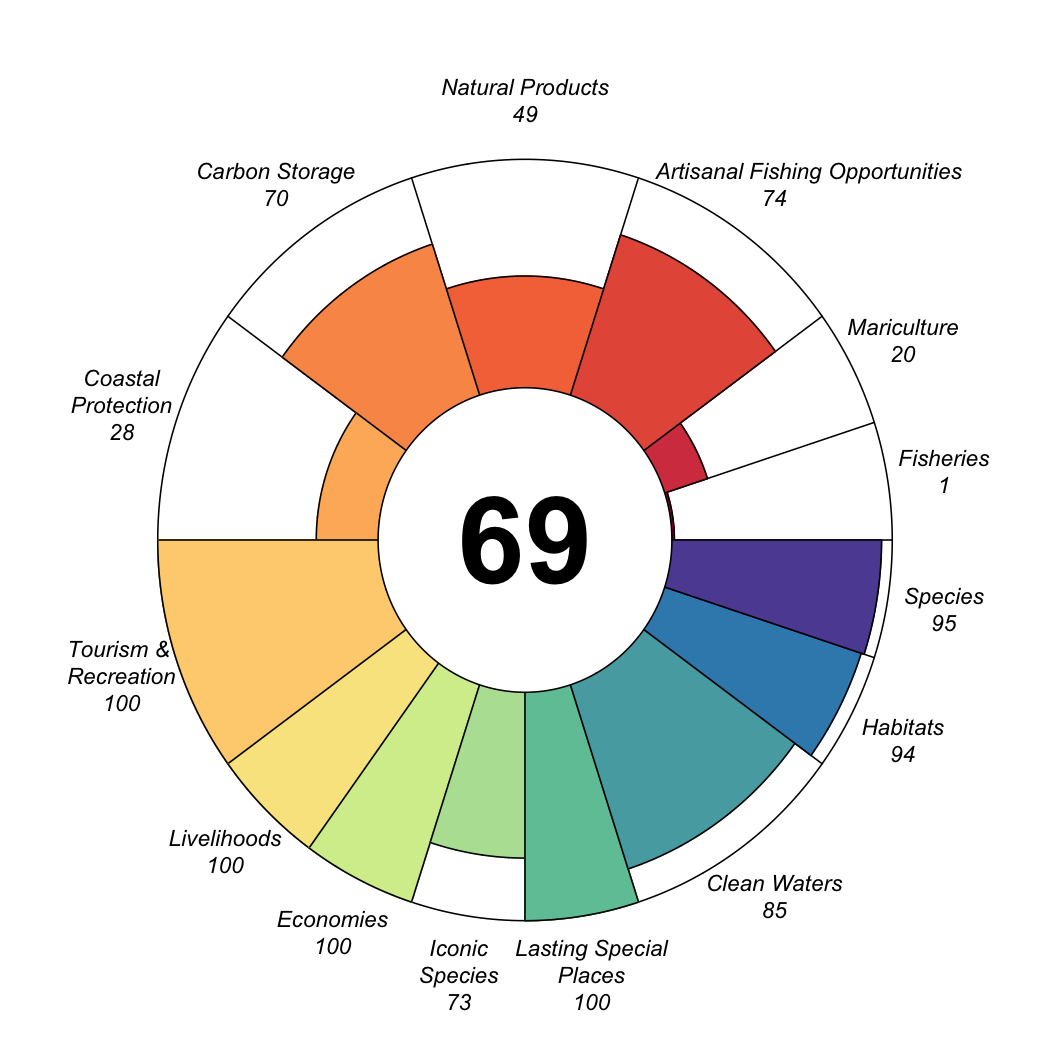 Natural Products
49
Carbon Storage
70
Artisanal Fishing Opportunities
74
Mariculture
20
Coastal
Protection
28
Fisheries
1
69
Species
95
Tourism &
Recreation
100
Habitats
94
Livelihoods
100
Clean Waters
85
Economies
100
Iconic
Species
73
Lasting Special
Places
100